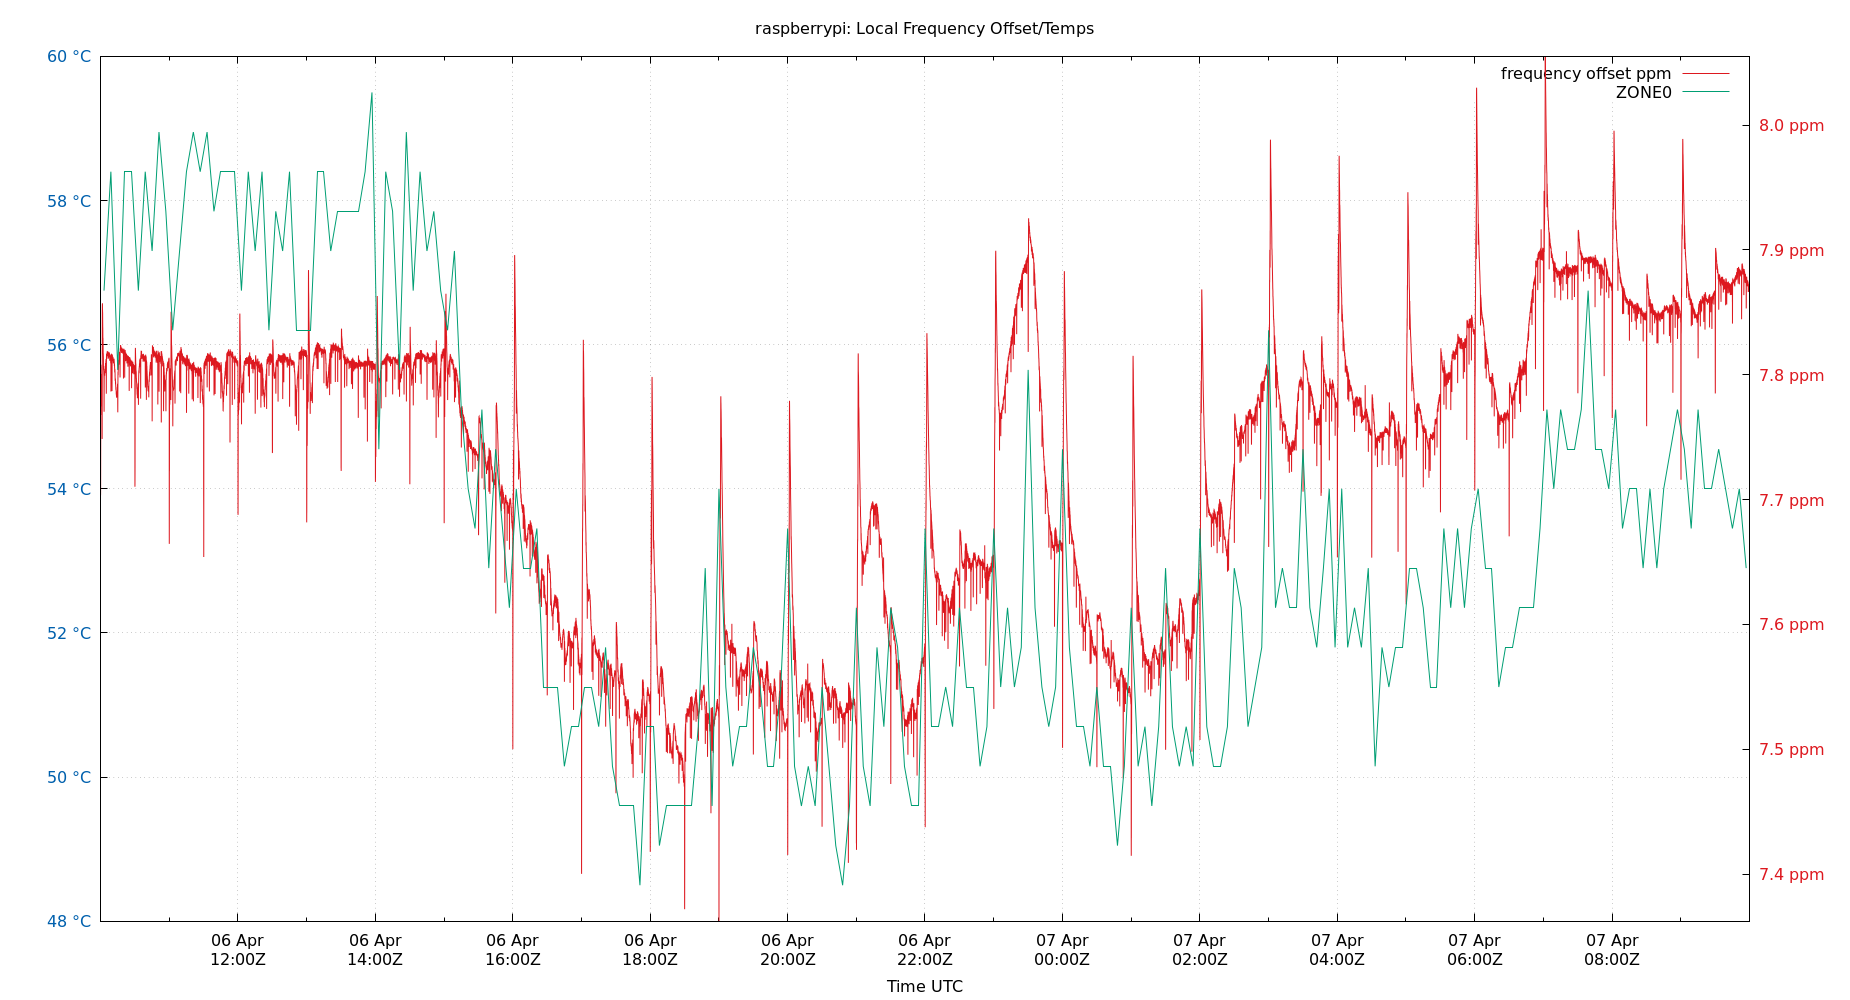 raspberrypi: Local Frequency Offset/Temps
frequency offset ppm
ZONE0
60 °C
58 °C
56 °C
54 °C
52 °C
50 °C
48 °C
8.0 ppm
7.9 ppm
7.8 ppm
7.7 ppm
7.6 ppm
7.5 ppm
7.4 ppm
06 Apr 06 Apr 06 Apr 06 Apr 06 Apr 06 Apr 07 Apr 07 Apr 07 Apr 07 Apr 07 Apr
12:00Z 14:00Z 16:00Z 18:00Z 20:00Z 22:00Z 00:00Z 02:00Z 04:00Z 06:00Z 08:00Z
Time UTC